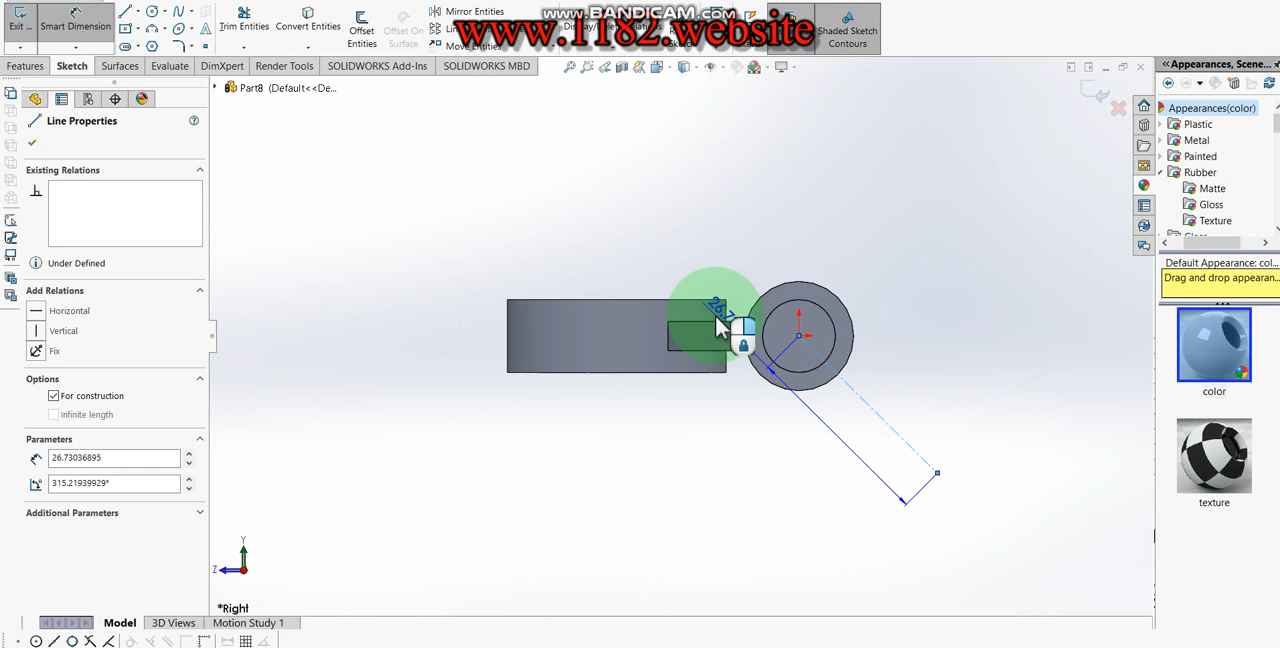 www.BANDICAM.com
www.1182.website
Exit ...
Smart Dimension
Trim Entities
Convert Entities
Offset Entities
Offset On Surface
Mirror Entities
Move Entities
Shaded Sketch Contours
Features
Sketch
Surfaces
Evaluate
DimXpert
Render Tools
SOLIDWORKS Add-Ins
SOLIDWORKS MBD
Part8 (Default<<De...
Line Properties
Existing Relations
Under Defined
Add Relations
Horizontal
Vertical
Fix
Options
For construction
Infinite length
Parameters
26.73036895
315.21939929°
Additional Parameters
Y
Z
*Right
Model
3D Views
Motion Study 1
Appearances, Scene...
Appearances(color)
Plastic
Metal
Painted
Rubber
Matte
Gloss
Texture
Default Appearance: col...
Drag and drop appearan...
color
texture